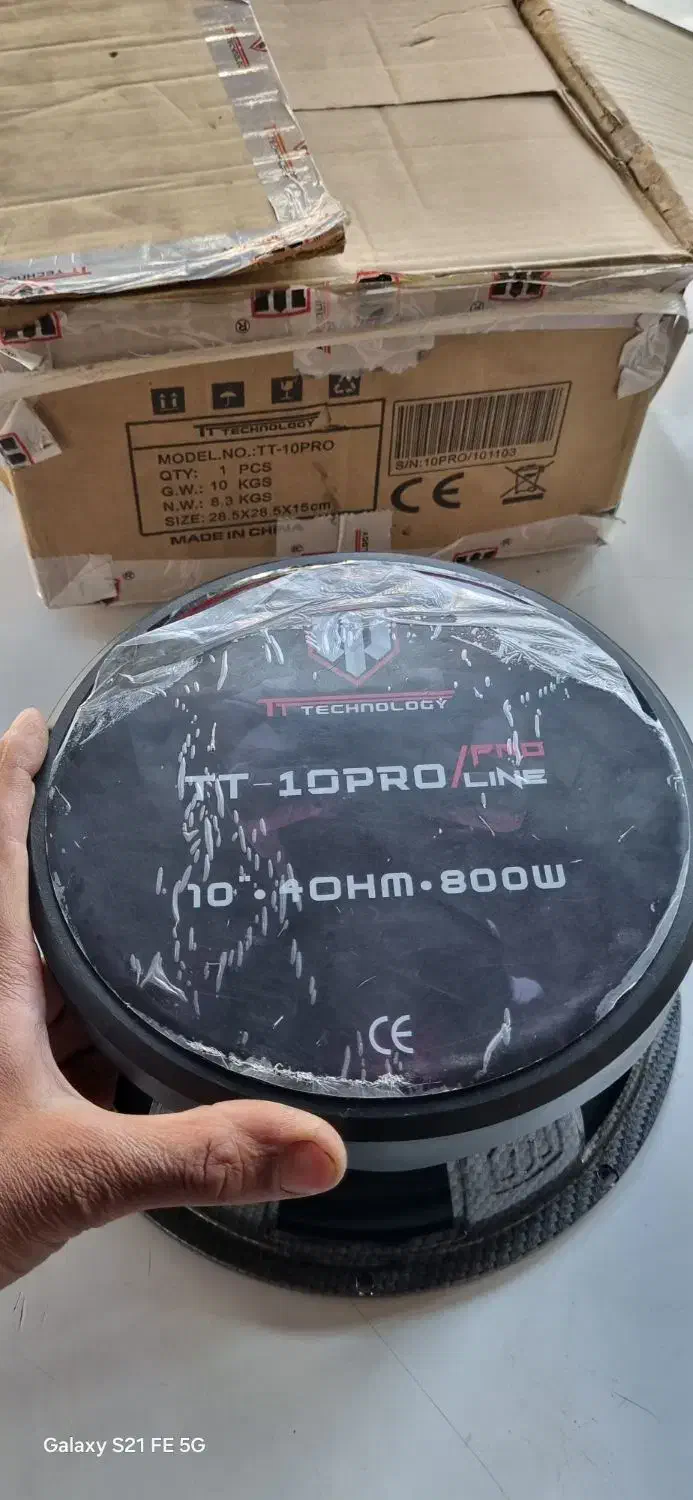 TT TECHNOLOGY
®
TT TECHNOLOGY
MODEL.NO.:TT-10PRO
QTY: 1 PCS
G.W.: 10 KGS
N.W.: 8.3 KGS
SIZE: 28.5X28.5X15cm
MADE IN CHINA
S/N:10PRO/101103
CE
®
®
TT TECHNOLOGY
TT-10PRO/PRO LINE
10"•4OHM•800W
CE
Galaxy S21 FE 5G